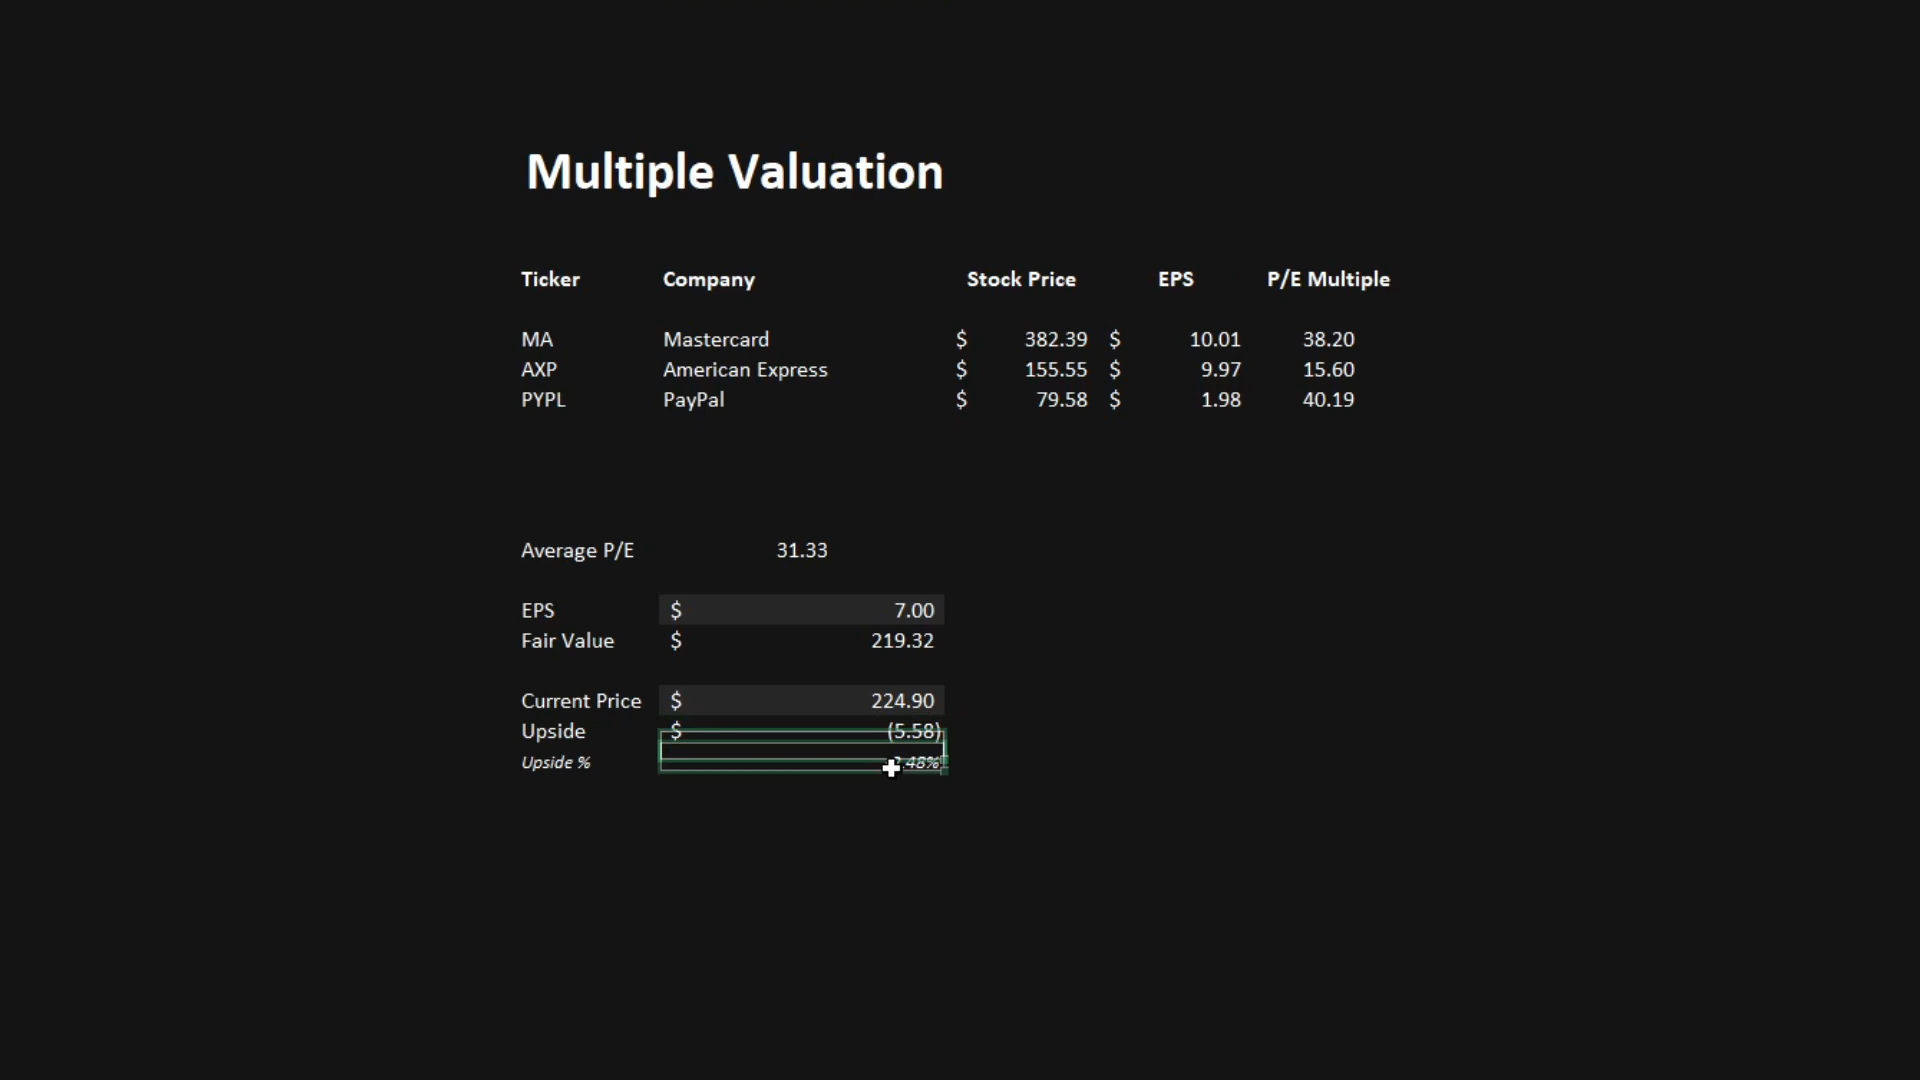 Multiple Valuation
Ticker Company Stock Price EPS P/E Multiple
MA Mastercard $ 382.39 $ 10.01 38.20
AXP American Express $ 155.55 $ 9.97 15.60
PYPL PayPal $ 79.58 $ 1.98 40.19
Average P/E 31.33
EPS $ 7.00
Fair Value $ 219.32
Current Price $ 224.90
Upside $ (5.58)
Upside %